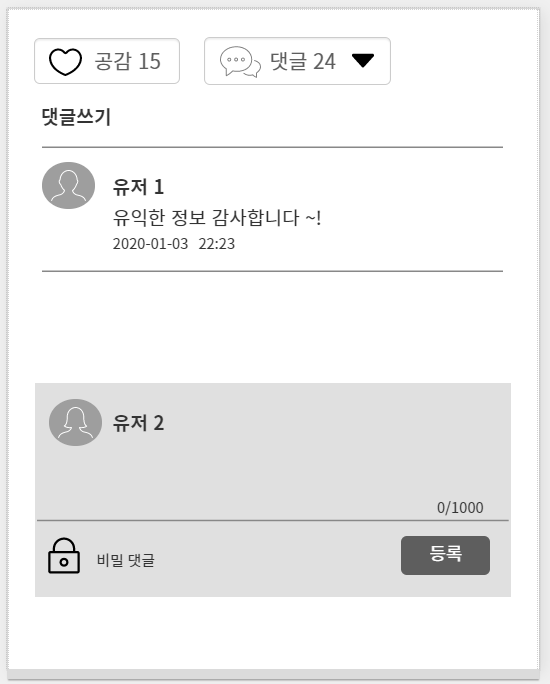 공감 15 댓글 24
댓글쓰기
유저 1
유익한 정보 감사합니다 ~!
2020-01-03 22:23
유저 2
0/1000
비밀 댓글 등록